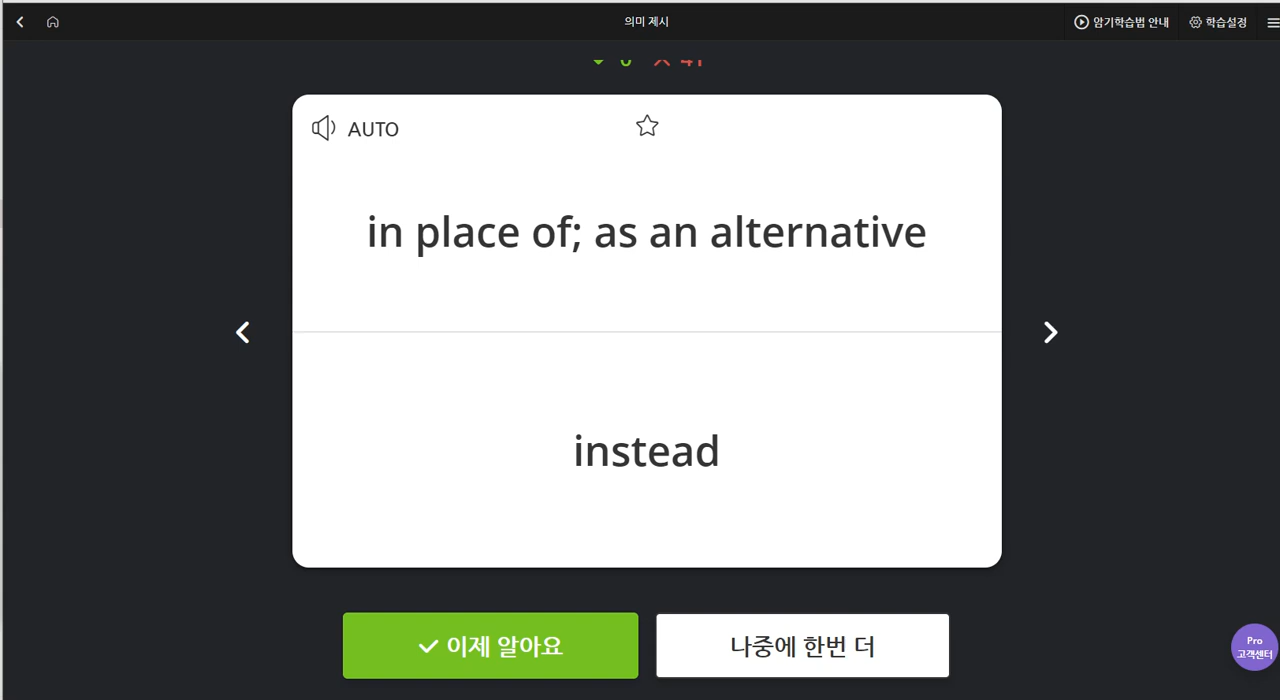 의미 제시
암기학습법 안내
학습설정
AUTO
in place of; as an alternative
instead
이제 알아요
나중에 한번 더
Pro
고객센터